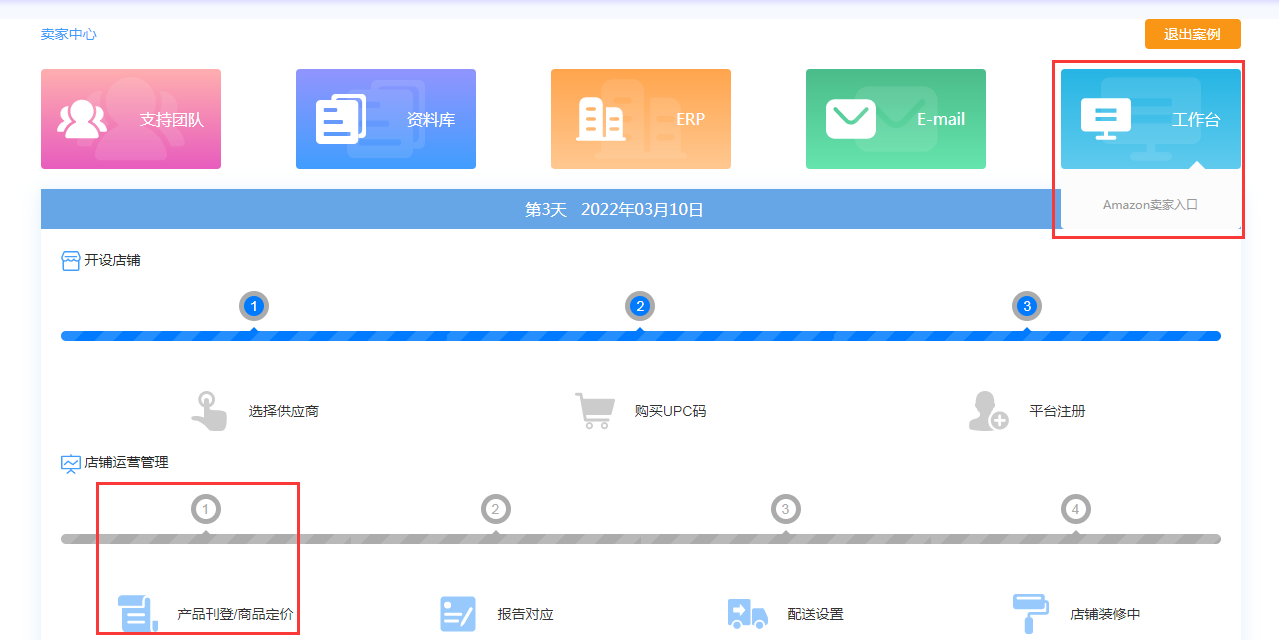 卖家中心
退出案例
支持团队
资料库
ERP
E-mail
工作台
Amazon卖家入口
第3天 2022年03月10日
开设店铺
1
2
3
选择供应商
购买UPC码
平台注册
店铺运营管理
1
2
3
4
产品刊登/商品定价
报告对应
配送设置
店铺装修中